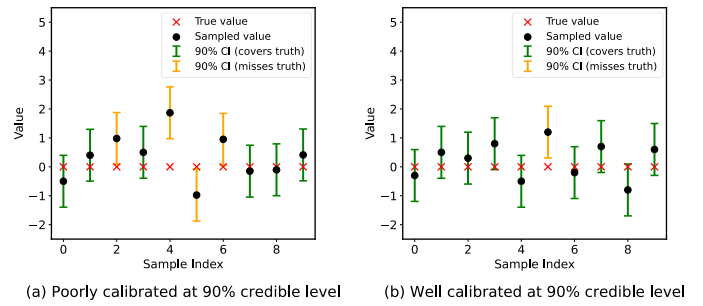 True value
Sampled value
90% CI (covers truth)
90% CI (misses truth)
5
4
3
2
1
0
−1
−2
Value
0 2 4 6 8
Sample Index
(a) Poorly calibrated at 90% credible level
True value
Sampled value
90% CI (covers truth)
90% CI (misses truth)
5
4
3
2
1
0
−1
−2
Value
0 2 4 6 8
Sample Index
(b) Well calibrated at 90% credible level